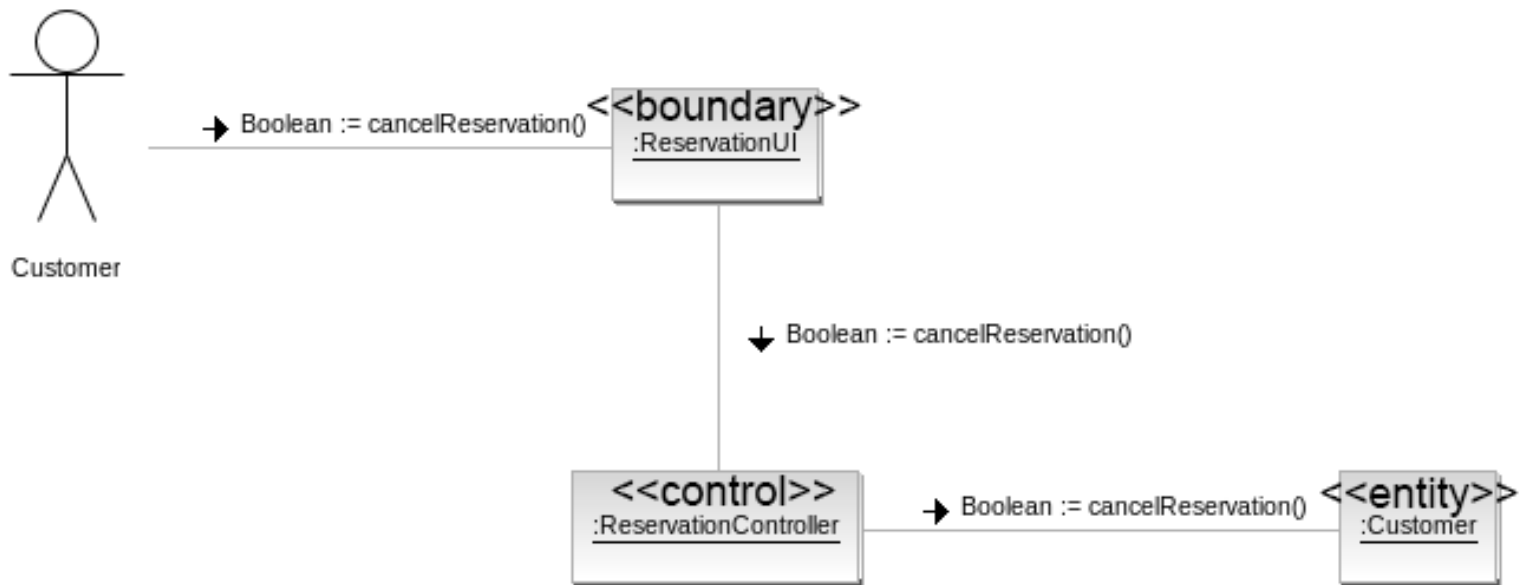 <<boundary>>
Boolean := cancelReservation()
:ReservationUI
Customer
Boolean := cancelReservation()
<<control>>
:ReservationController
Boolean := cancelReservation()
<<entity>>
:Customer